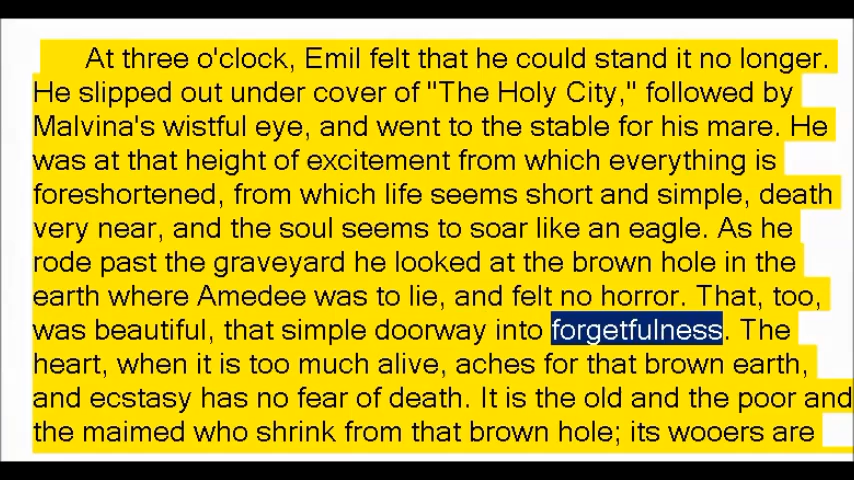 At three o'clock, Emil felt that he could stand it no longer.
He slipped out under cover of "The Holy City," followed by
Malvina's wistful eye, and went to the stable for his mare. He
was at that height of excitement from which everything is
foreshortened, from which life seems short and simple, death
very near, and the soul seems to soar like an eagle. As he
rode past the graveyard he looked at the brown hole in the
earth where Amedee was to lie, and felt no horror. That, too,
was beautiful, that simple doorway into forgetfulness. The
heart, when it is too much alive, aches for that brown earth,
and ecstasy has no fear of death. It is the old and the poor and
the maimed who shrink from that brown hole; its wooers are